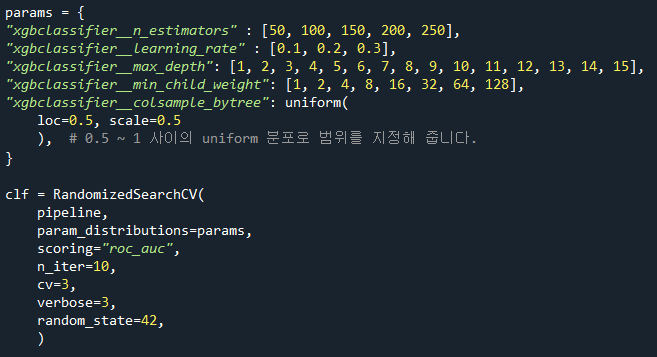 params = {
"xgbclassifier__n_estimators" : [50, 100, 150, 200, 250],
"xgbclassifier__learning_rate" : [0.1, 0.2, 0.3],
"xgbclassifier__max_depth": [1, 2, 3, 4, 5, 6, 7, 8, 9, 10, 11, 12, 13, 14, 15],
"xgbclassifier__min_child_weight": [1, 2, 4, 8, 16, 32, 64, 128],
"xgbclassifier__colsample_bytree": uniform(
    loc=0.5, scale=0.5
    ),  # 0.5 ~ 1 사이의 uniform 분포로 범위를 지정해 줍니다.
}
clf = RandomizedSearchCV(
    pipeline,
    param_distributions=params,
    scoring="roc_auc",
    n_iter=10,
    cv=3,
    verbose=3,
    random_state=42,
    )